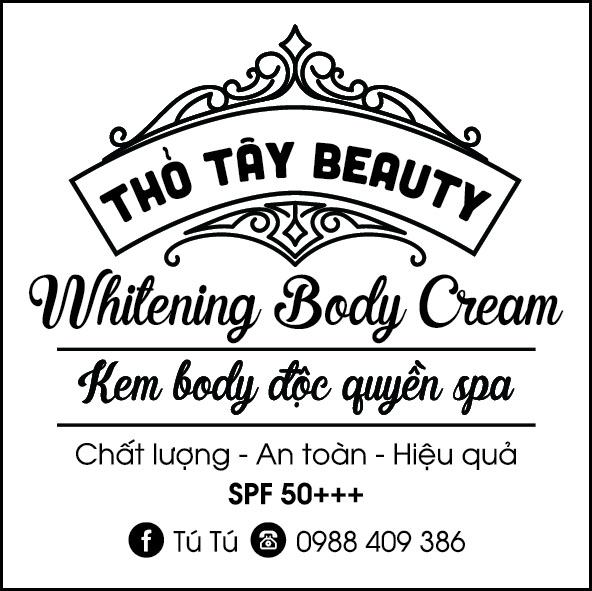 THỎ TÂY BEAUTY
Whitening Body Cream
Kem body độc quyền spa
Chất lượng - An toàn - Hiệu quả
SPF 50+++
f Tú Tú 0988 409 386